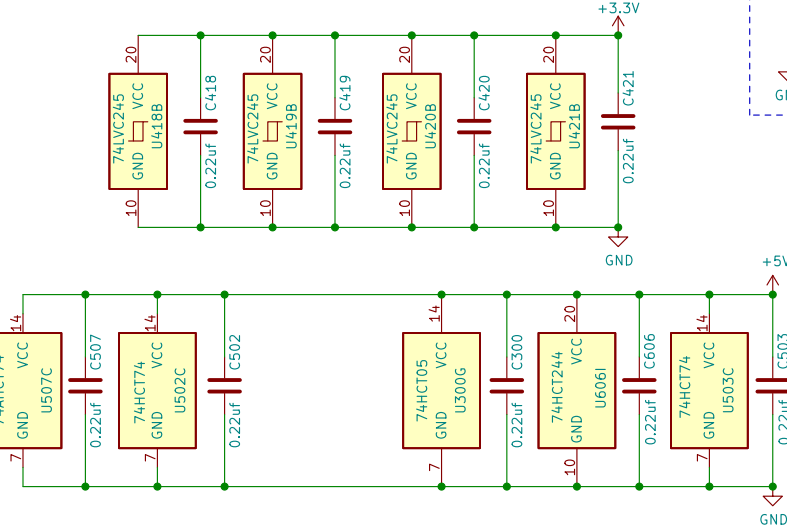 +3.3V
20
74LVC245
VCC
GND
U418B
10
C418
0.22uf
20
74LVC245
VCC
GND
U419B
10
C419
0.22uf
20
74LVC245
VCC
GND
U420B
10
C420
0.22uf
20
74LVC245
VCC
GND
U421B
10
C421
0.22uf
GND
+5V
14
VCC
GND
U507C
7
C507
0.22uf
14
74HCT74
VCC
GND
U502C
7
C502
0.22uf
14
74HCT05
VCC
GND
U300G
7
C300
0.22uf
20
74HCT244
VCC
GND
U606I
10
C606
0.22uf
14
74HCT74
VCC
GND
U503C
7
C503
0.22uf
GND